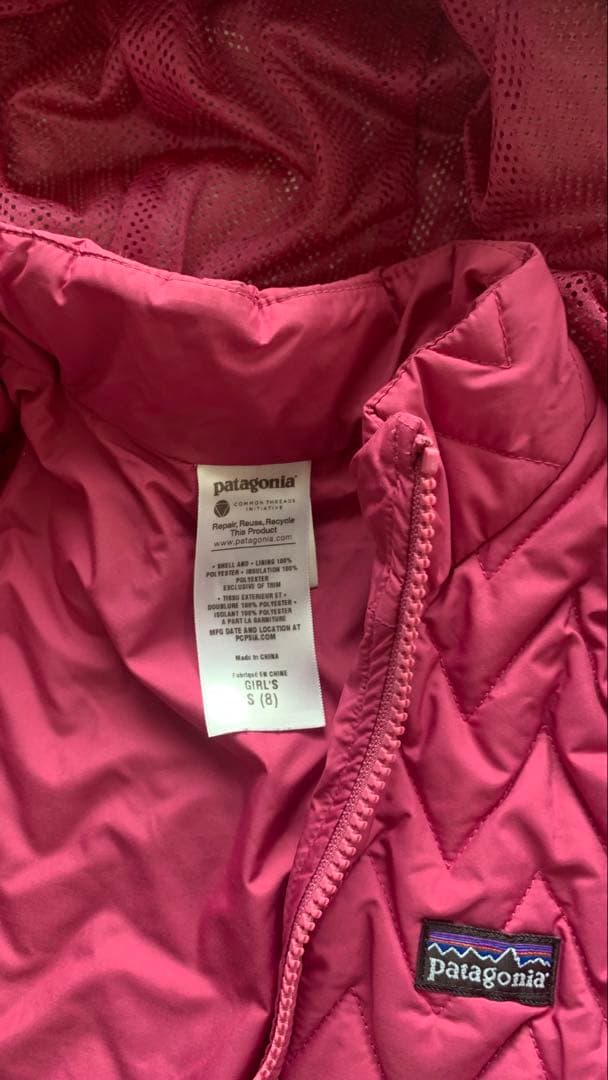 patagonia®
COMMON THREADS
INITIATIVE
Repair, Reuse, Recycle
This Product
www.patagonia.com
• SHELL AND • LINING 100%
POLYESTER • INSULATION 100%
POLYESTER
EXCLUSIVE OF TRIM
• TISSU EXTERIEUR ET •
DOUBLURE 100% POLYESTER •
ISOLANT 100% POLYESTER
A PART LA GARNITURE
MFG DATE AND LOCATION AT
PCPSIA.COM
Made in CHINA
Fabriqué EN CHINE
GIRL'S
S (8)
patagonia®